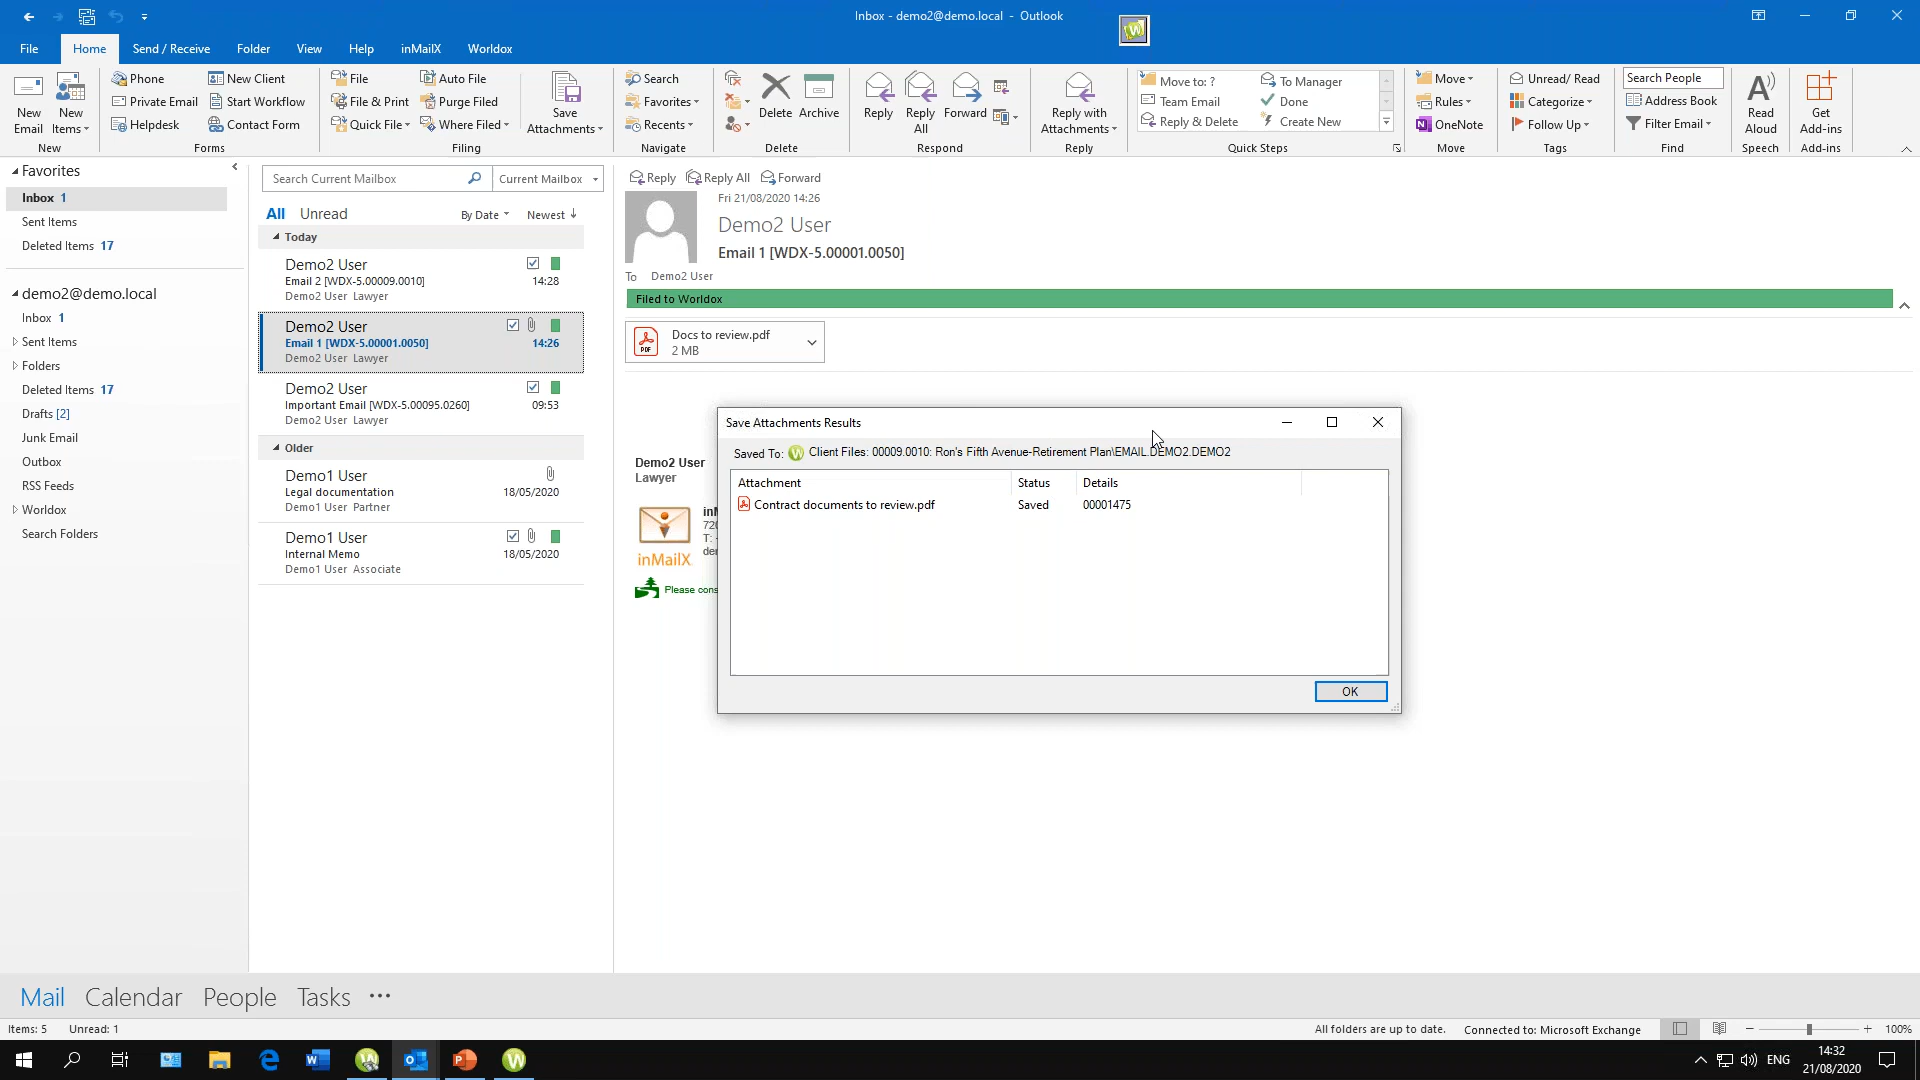 Inbox - demo2@demo.local - Outlook
File Home Send / Receive Folder View Help inMailX Worldox
New Email
New Items
New
Phone
Private Email
Helpdesk
New Client
Start Workflow
Contact Form
Forms
File
File & Print
Quick File
Auto File
Purge Filed
Where Filed
Save Attachments
Filing
Search
Favorites
Recents
Navigate
Delete
Archive
Delete
Reply
Reply All
Forward
Respond
Reply with Attachments
Reply
Move to: ?
Team Email
Reply & Delete
To Manager
Done
Create New
Quick Steps
Move
Rules
OneNote
Move
Unread/ Read
Categorize
Follow Up
Tags
Search People
Address Book
Filter Email
Find
Read Aloud
Speech
Get Add-ins
Add-ins
Favorites
Inbox 1
Sent Items
Deleted Items 17
demo2@demo.local
Inbox 1
Sent Items
Folders
Deleted Items 17
Drafts [2]
Junk Email
Outbox
RSS Feeds
Worldox
Search Folders
Search Current Mailbox
Current Mailbox
All Unread
By Date Newest
Today
Demo2 User
Email 2 [WDX-5.00009.0010] 14:28
Demo2 User Lawyer
Demo2 User
Email 1 [WDX-5.00001.0050] 14:26
Demo2 User Lawyer
Demo2 User
Important Email [WDX-5.00095.0260] 09:53
Demo2 User Lawyer
Older
Demo1 User
Legal documentation 18/05/2020
Demo1 User Partner
Demo1 User
Internal Memo 18/05/2020
Demo1 User Associate
Reply Reply All Forward
Fri 21/08/2020 14:26
Demo2 User
Email 1 [WDX-5.00001.0050]
To Demo2 User
Filed to Worldox
PDF
Docs to review.pdf
2 MB
Demo2 User
Lawyer
inMailX
inM
720
T:
der
Please cons
Save Attachments Results
Saved To: W Client Files: 00009.0010: Ron's Fifth Avenue-Retirement Plan\EMAIL.DEMO2.DEMO2
Attachment Status Details
Contract documents to review.pdf Saved 00001475
OK
Mail Calendar People Tasks
Items: 5 Unread: 1
All folders are up to date. Connected to: Microsoft Exchange
100%
ENG
14:32
21/08/2020